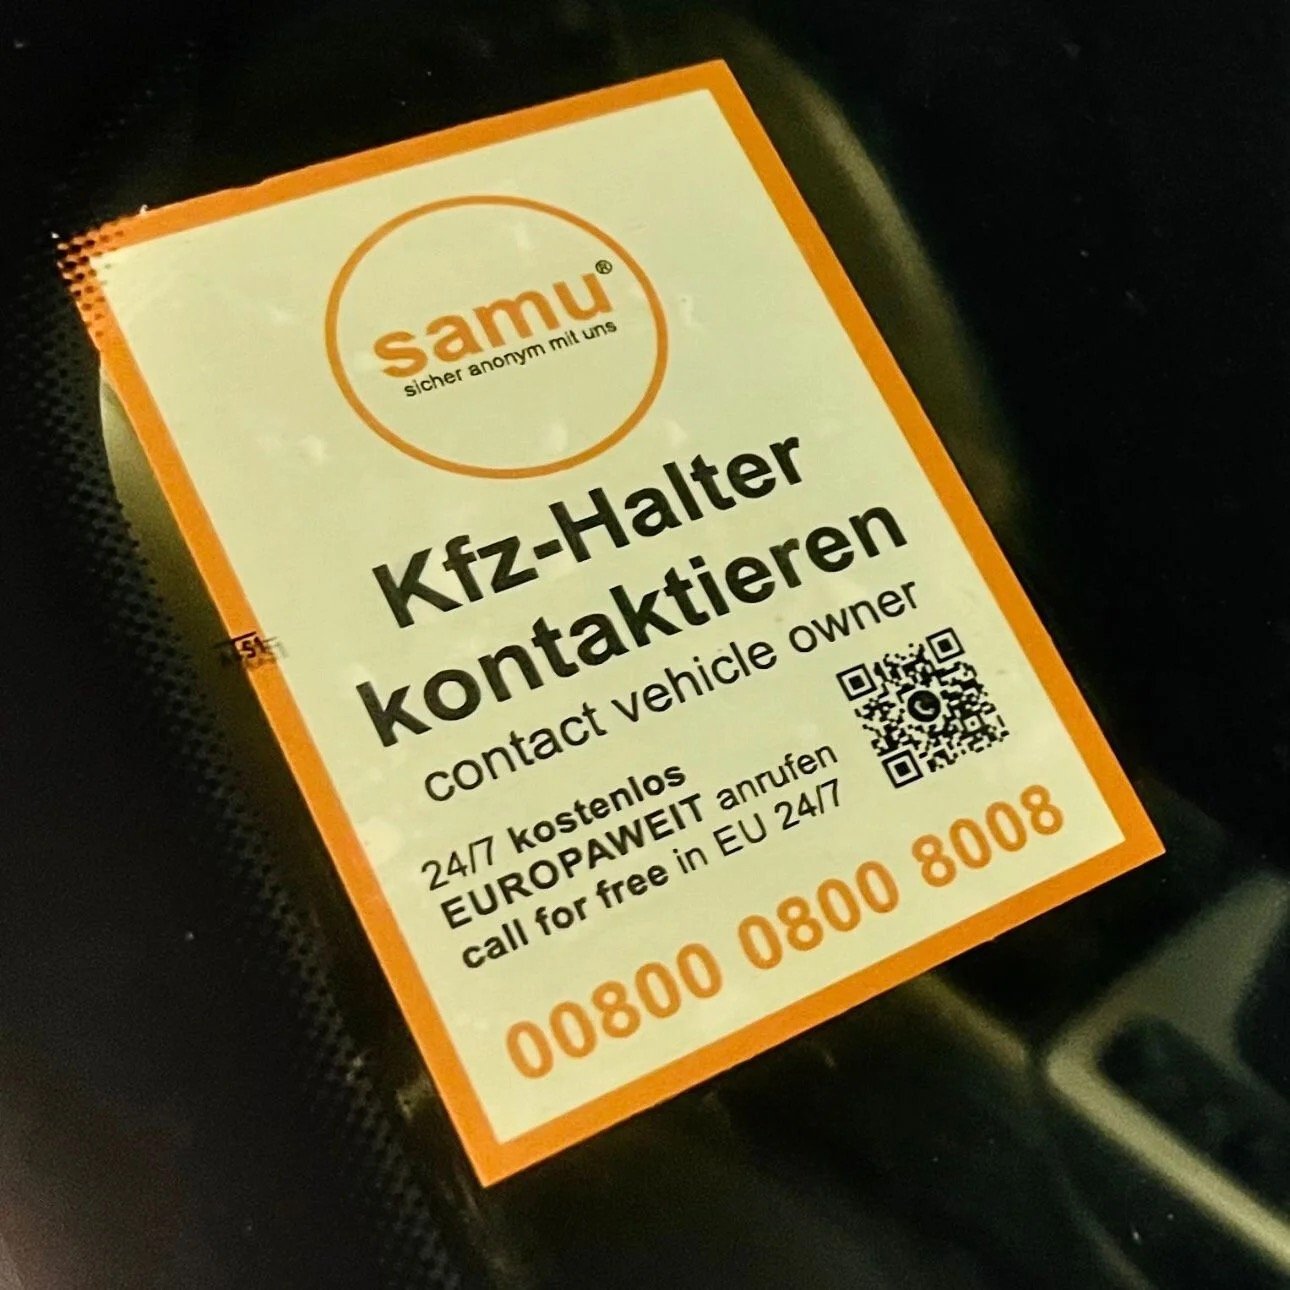 samu®
sicher anonym mit uns
Kfz-Halter
kontaktieren
contact vehicle owner
24/7 kostenlos
EUROPAWEIT anrufen
call for free in EU 24/7
00800 0800 8008